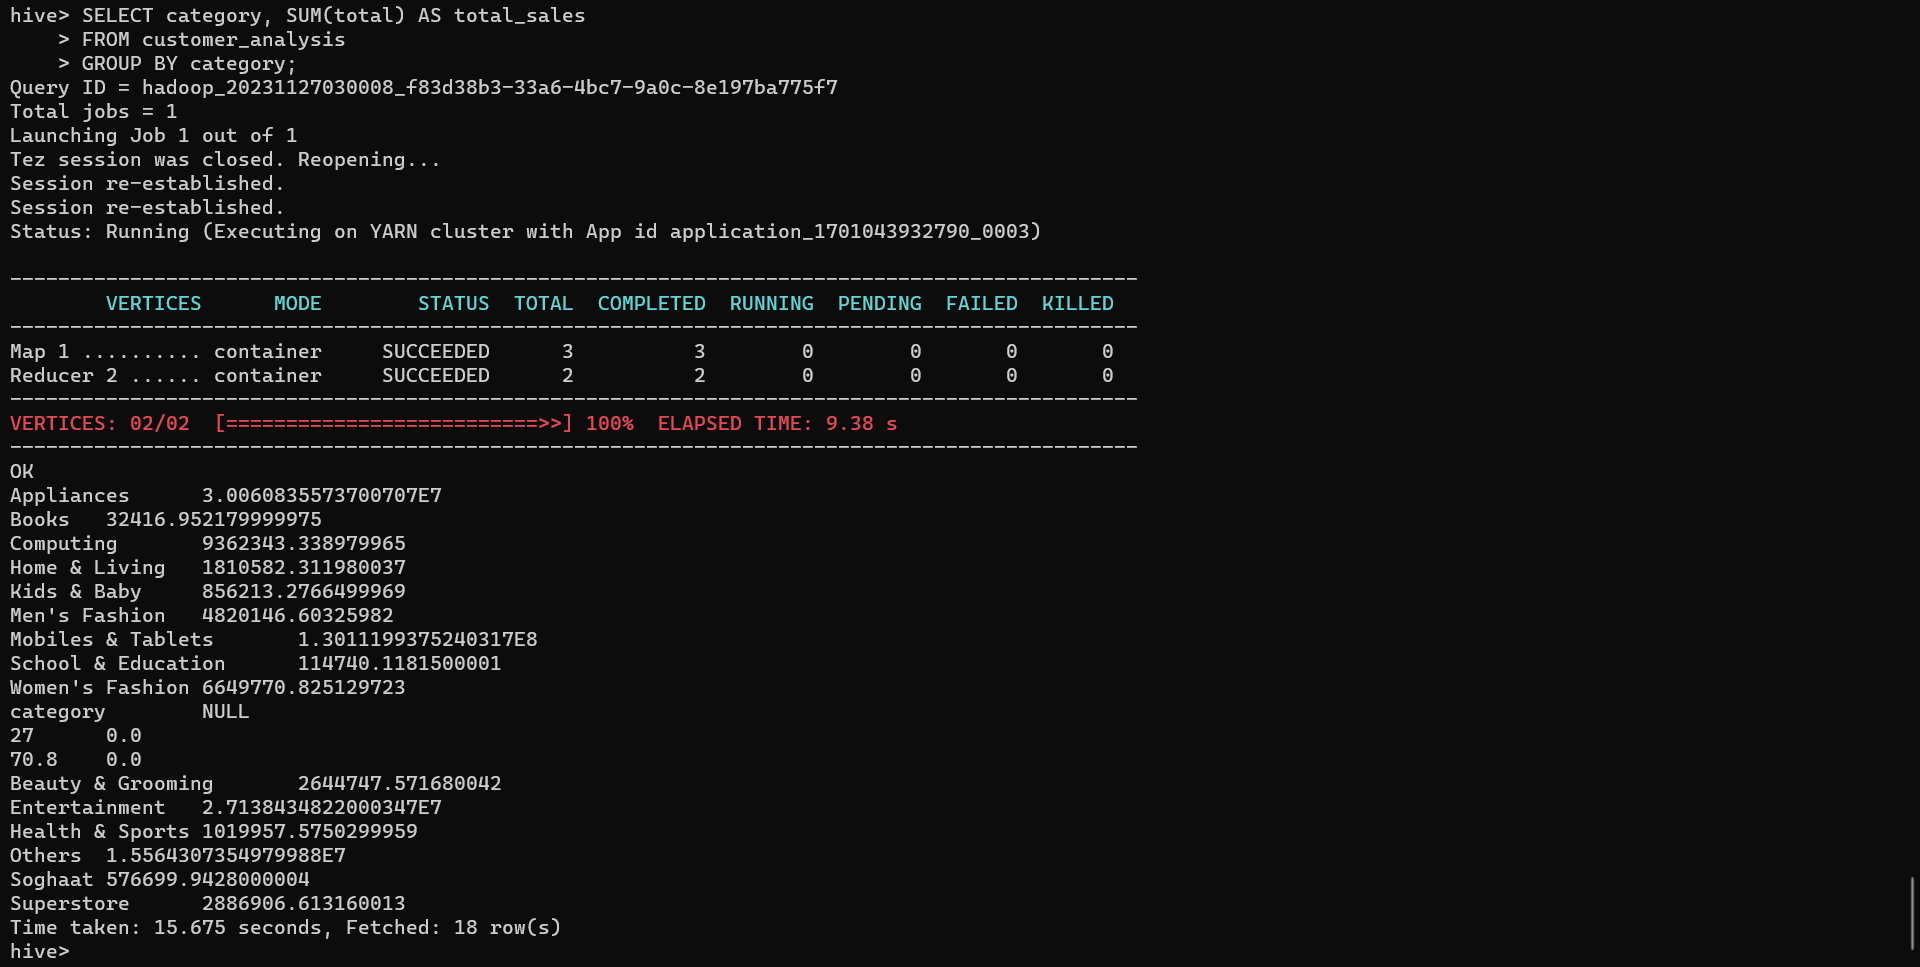 hive> SELECT category, SUM(total) AS total_sales
    > FROM customer_analysis
    > GROUP BY category;
Query ID = hadoop_20231127030008_f83d38b3-33a6-4bc7-9a0c-8e197ba775f7
Total jobs = 1
Launching Job 1 out of 1
Tez session was closed. Reopening...
Session re-established.
Session re-established.
Status: Running (Executing on YARN cluster with App id application_1701043932790_0003)

----------------------------------------------------------------------------------------------
        VERTICES      MODE        STATUS  TOTAL  COMPLETED  RUNNING  PENDING  FAILED  KILLED
----------------------------------------------------------------------------------------------
Map 1 .......... container     SUCCEEDED      3          3        0        0       0       0
Reducer 2 ...... container     SUCCEEDED      2          2        0        0       0       0
----------------------------------------------------------------------------------------------
VERTICES: 02/02  [==========================>>] 100%  ELAPSED TIME: 9.38 s
----------------------------------------------------------------------------------------------
OK
Appliances      3.0060835573700707E7
Books   32416.952179999975
Computing       9362343.338979965
Home & Living   1810582.311980037
Kids & Baby     856213.2766499969
Men's Fashion   4820146.60325982
Mobiles & Tablets       1.3011199375240317E8
School & Education      114740.1181500001
Women's Fashion 6649770.825129723
category        NULL
27      0.0
70.8    0.0
Beauty & Grooming       2644747.571680042
Entertainment   2.7138434822000347E7
Health & Sports 1019957.5750299959
Others  1.5564307354979988E7
Soghaat 576699.9428000004
Superstore      2886906.613160013
Time taken: 15.675 seconds, Fetched: 18 row(s)
hive>